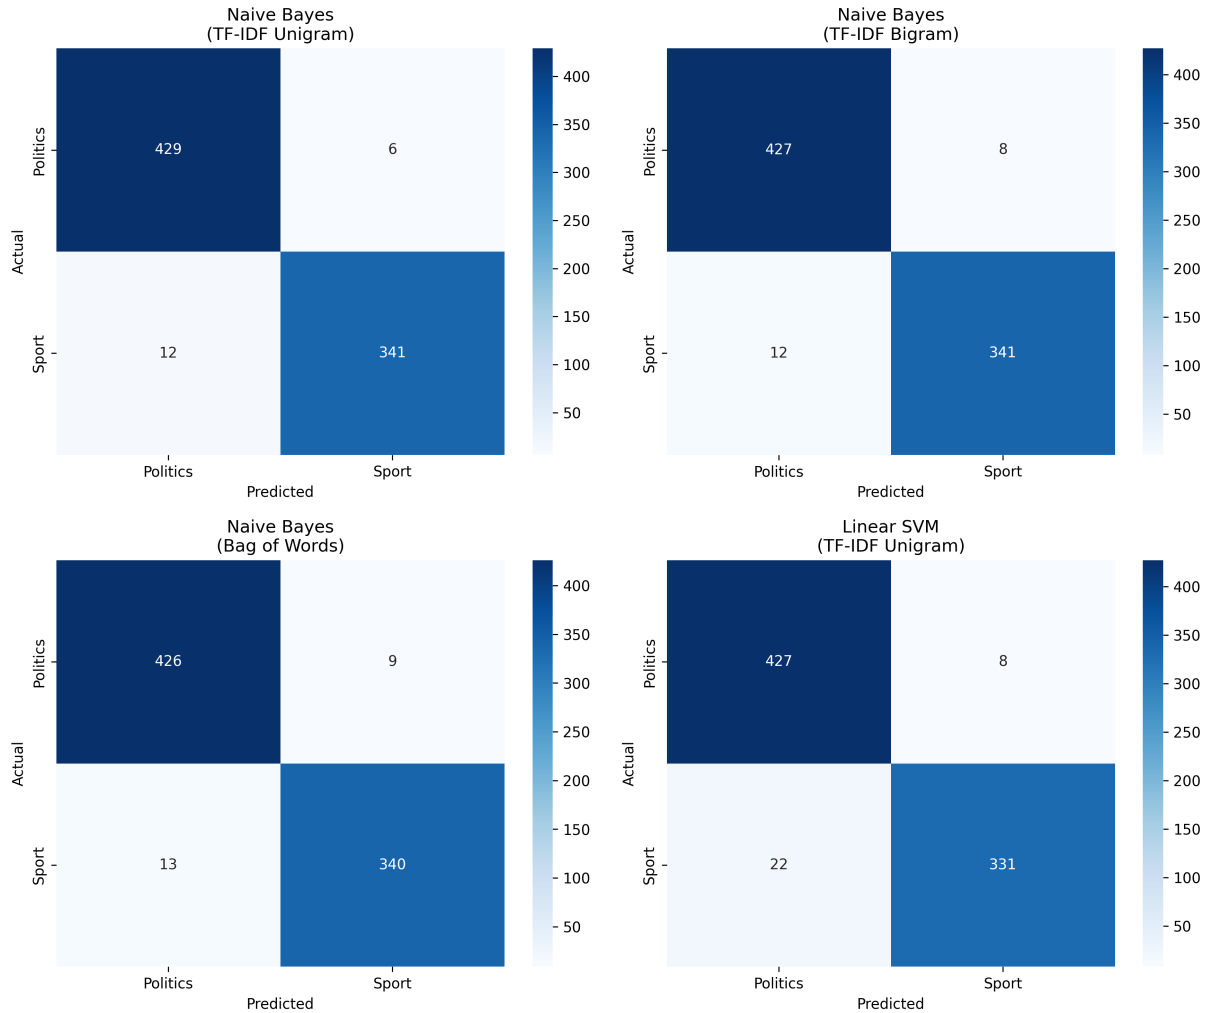 Naive Bayes
(TF-IDF Unigram)
Actual
Politics
Sport
429
6
12
341
Politics
Sport
Predicted
400
350
300
250
200
150
100
50
Naive Bayes
(TF-IDF Bigram)
Actual
Politics
Sport
427
8
12
341
Politics
Sport
Predicted
400
350
300
250
200
150
100
50
Naive Bayes
(Bag of Words)
Actual
Politics
Sport
426
9
13
340
Politics
Sport
Predicted
400
350
300
250
200
150
100
50
Linear SVM
(TF-IDF Unigram)
Actual
Politics
Sport
427
8
22
331
Politics
Sport
Predicted
400
350
300
250
200
150
100
50